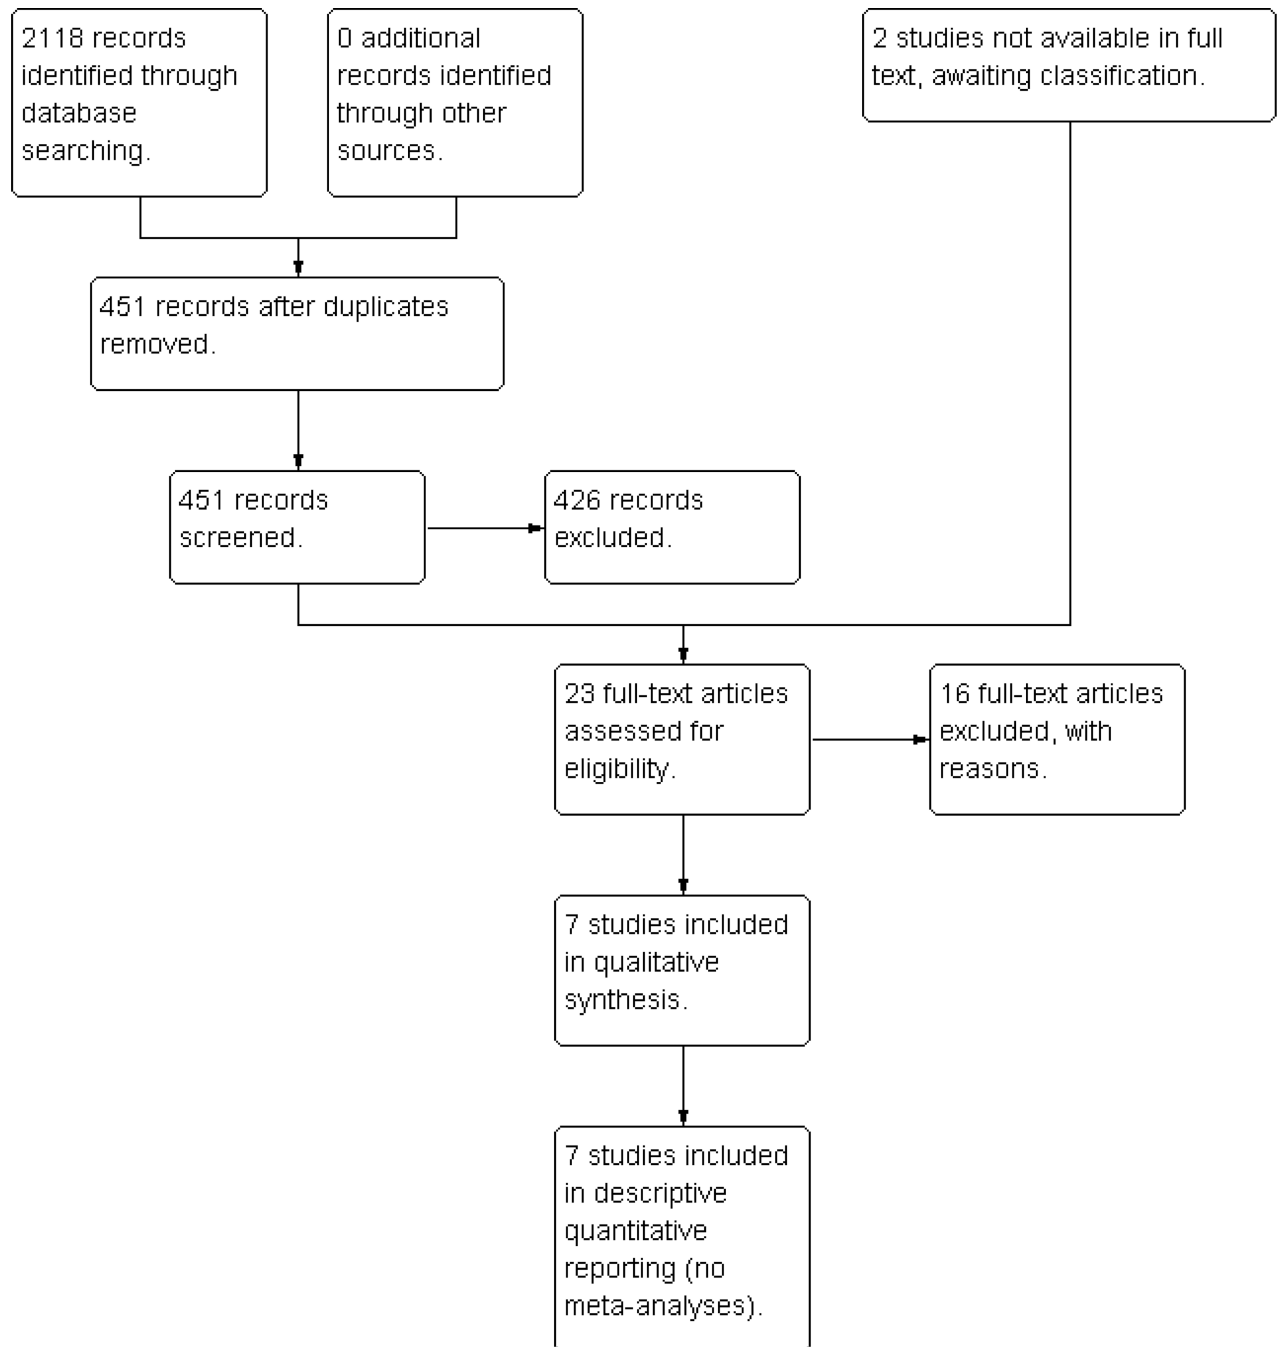 2118 records
identified through
database
searching.
0 additional
records identified
through other
sources.
2 studies not available in full
text, awaiting classification.
451 records after duplicates
removed.
451 records
screened.
426 records
excluded.
23 full-text articles
assessed for
eligibility.
16 full-text articles
excluded, with
reasons.
7 studies included
in qualitative
synthesis.
7 studies included
in descriptive
quantitative
reporting (no
meta-analyses).